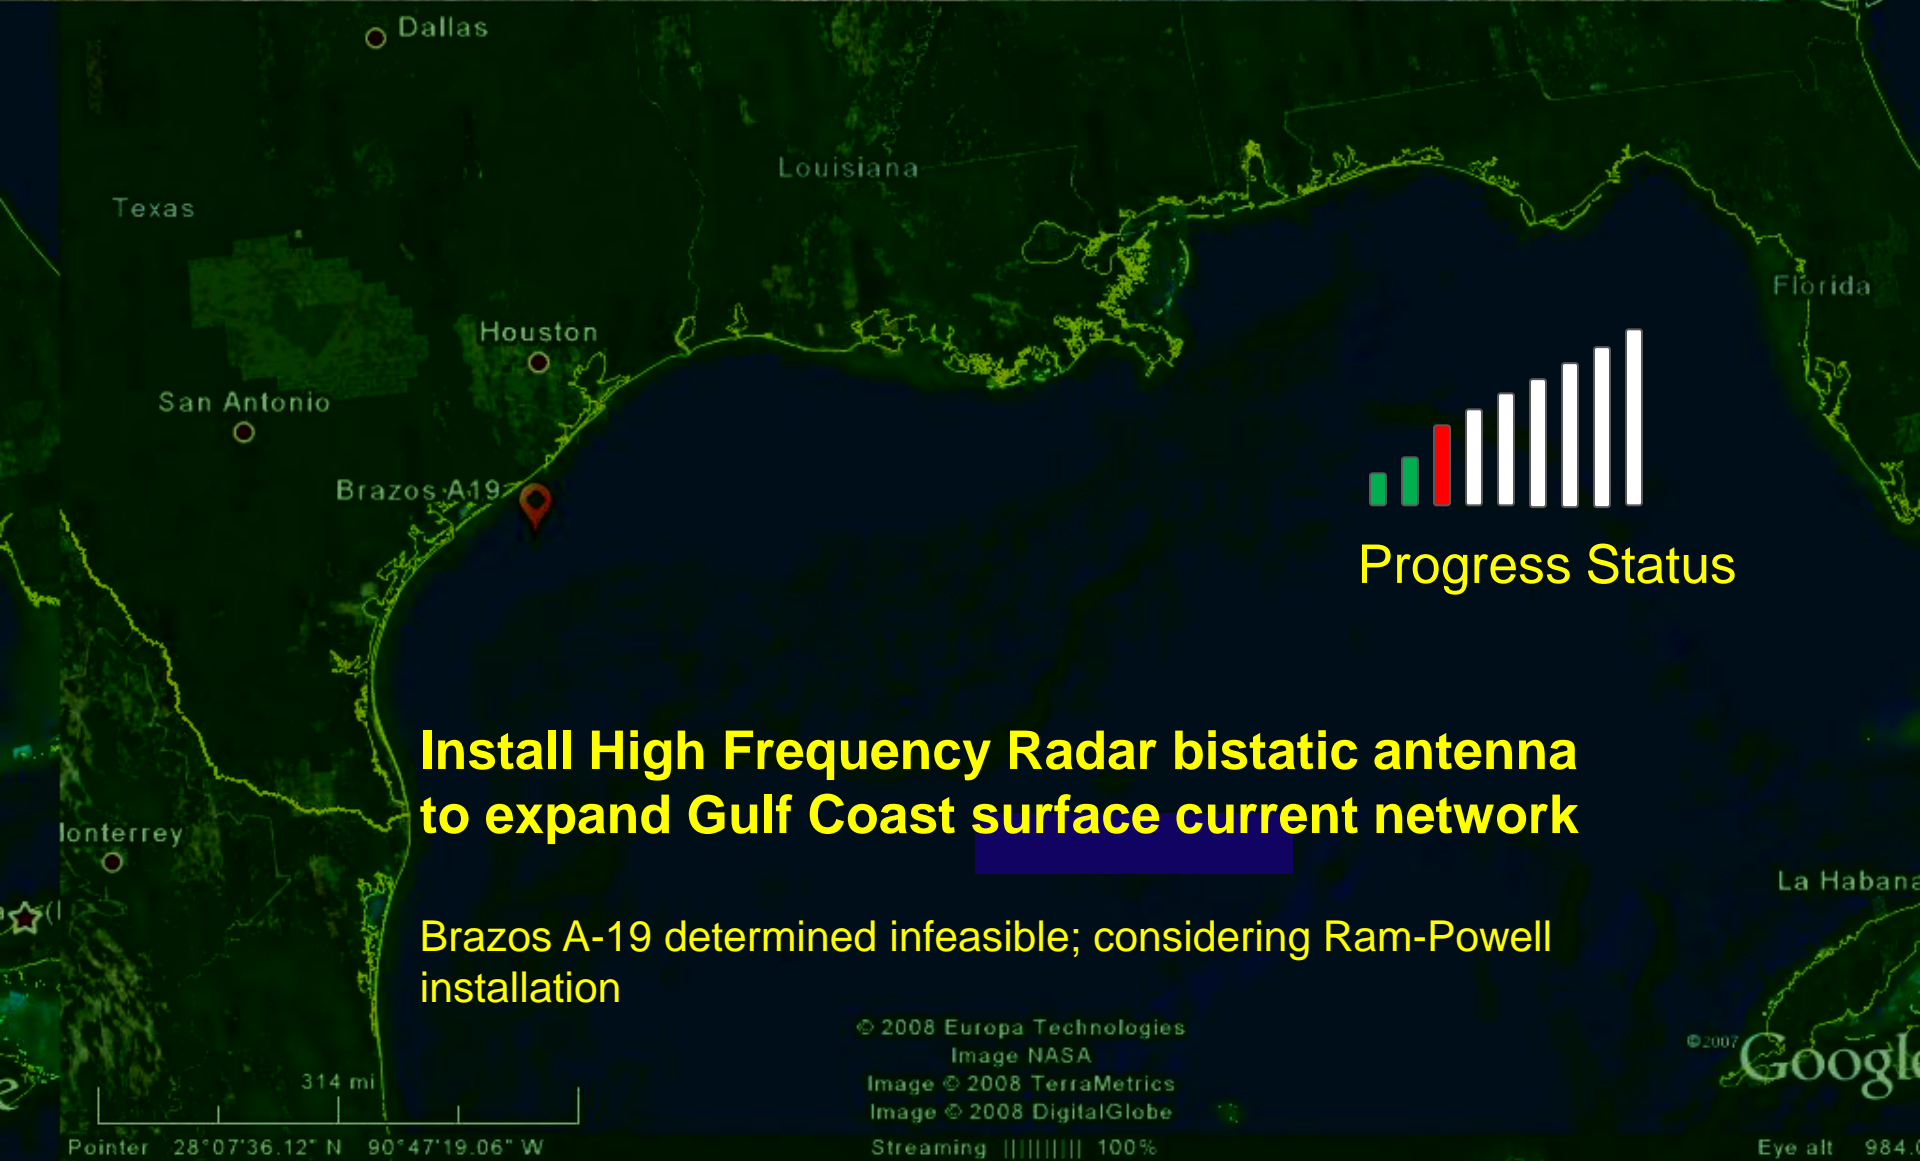 Dallas
Louisiana
Texas
Florida
Houston
San Antonio
Brazos A19
Progress Status
Install High Frequency Radar bistatic antenna
to expand Gulf Coast surface current network
Monterrey
La Habana
Brazos A-19 determined infeasible; considering Ram-Powell
installation
© 2008 Europa Technologies
Image NASA
Image © 2008 TerraMetrics
Image © 2008 DigitalGlobe
©2007 Google
314 mi
Pointer 28°07'36.12" N 90°47'19.06" W
Streaming |||||||||| 100%
Eye alt 984.